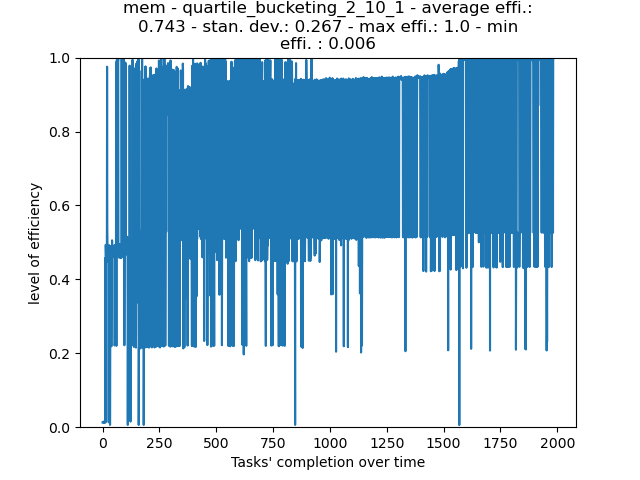 mem - quartile_bucketing_2_10_1 - average effi.:
0.743 - stan. dev.: 0.267 - max effi.: 1.0 - min
effi. : 0.006
1.0
0.8
0.6
0.4
0.2
0.0
level of efficiency
0 250 500 750 1000 1250 1500 1750 2000
Tasks' completion over time